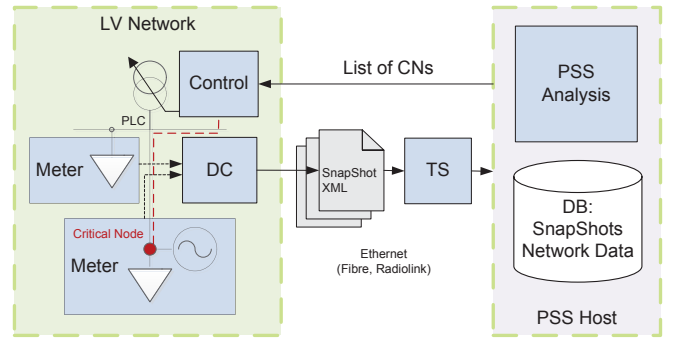 LV Network
Control
PLC
Meter
DC
Critical Node
Meter
List of CNs
SnapShot
XML
TS
Ethernet
(Fibre, Radiolink)
PSS
Analysis
DB:
SnapShots
Network Data
PSS Host